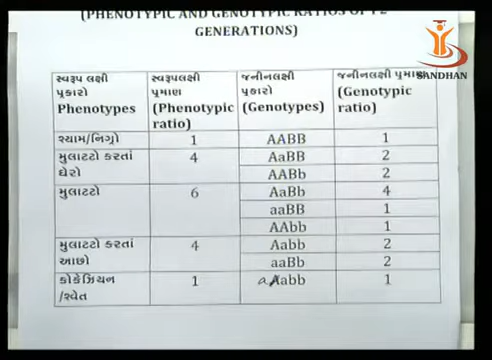 (PHENOTYPIC AND GENOTYPIC RATIOS OF F2
GENERATIONS)
SANDHAN
સ્વરૂપ લક્ષી સ્વરૂપલક્ષી જનીનલક્ષી જનીનલક્ષી પ્રમાણ
પ્રકારો પ્રમાણ પ્રકારો (Genotypic
Phenotypes (Phenotypic (Genotypes) ratio)
ratio)
શ્યામ/નિગ્રો 1 AABB 1
મુલાટ્ટો કરતાં 4 AaBB 2
ઘેરો AABb 2
મુલાટ્ટો 6 AaBb 4
aaBB 1
AAbb 1
મુલાટ્ટો કરતાં 4 Aabb 2
આછો aaBb 2
કોકેઝિયન 1 aabb 1
/શ્વેત